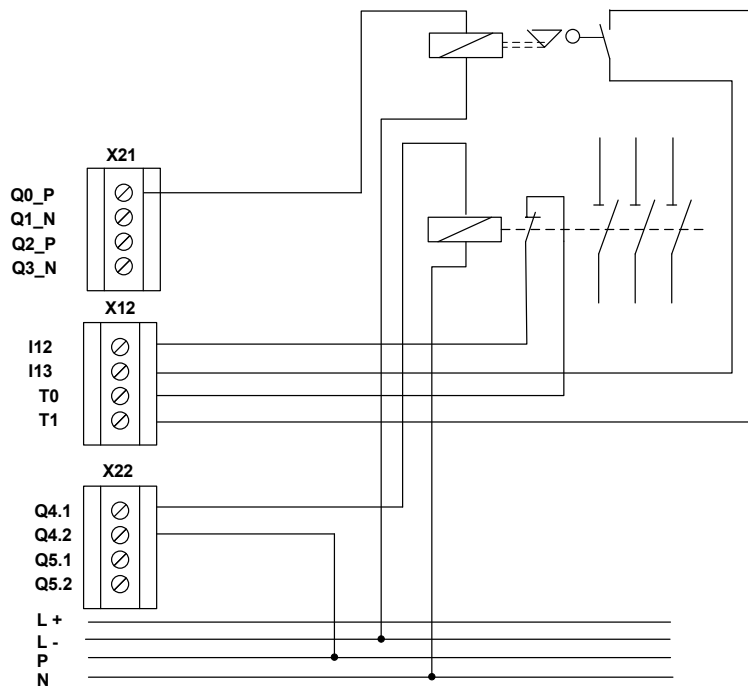 X21
Q0_P
Q1_N
Q2_P
Q3_N
X12
I12
I13
T0
T1
X22
Q4.1
Q4.2
Q5.1
Q5.2
L +
L -
P
N